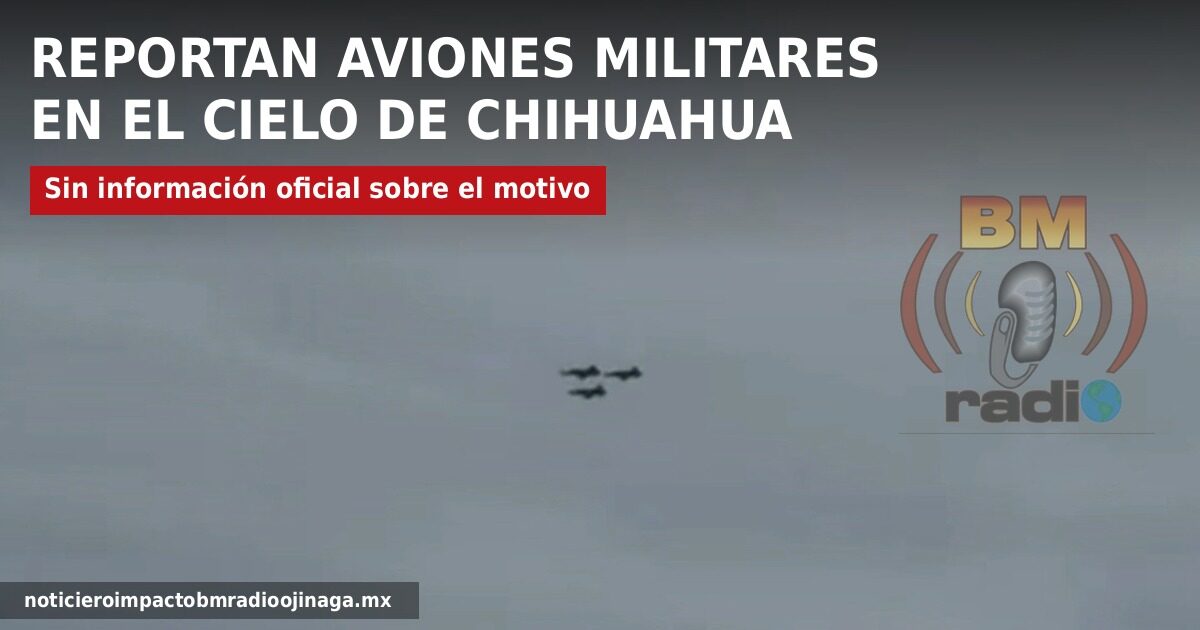 REPORTAN AVIONES MILITARES
EN EL CIELO DE CHIHUAHUA
Sin información oficial sobre el motivo
BM
radio
noticieroimpactobmradioojinaga.mx